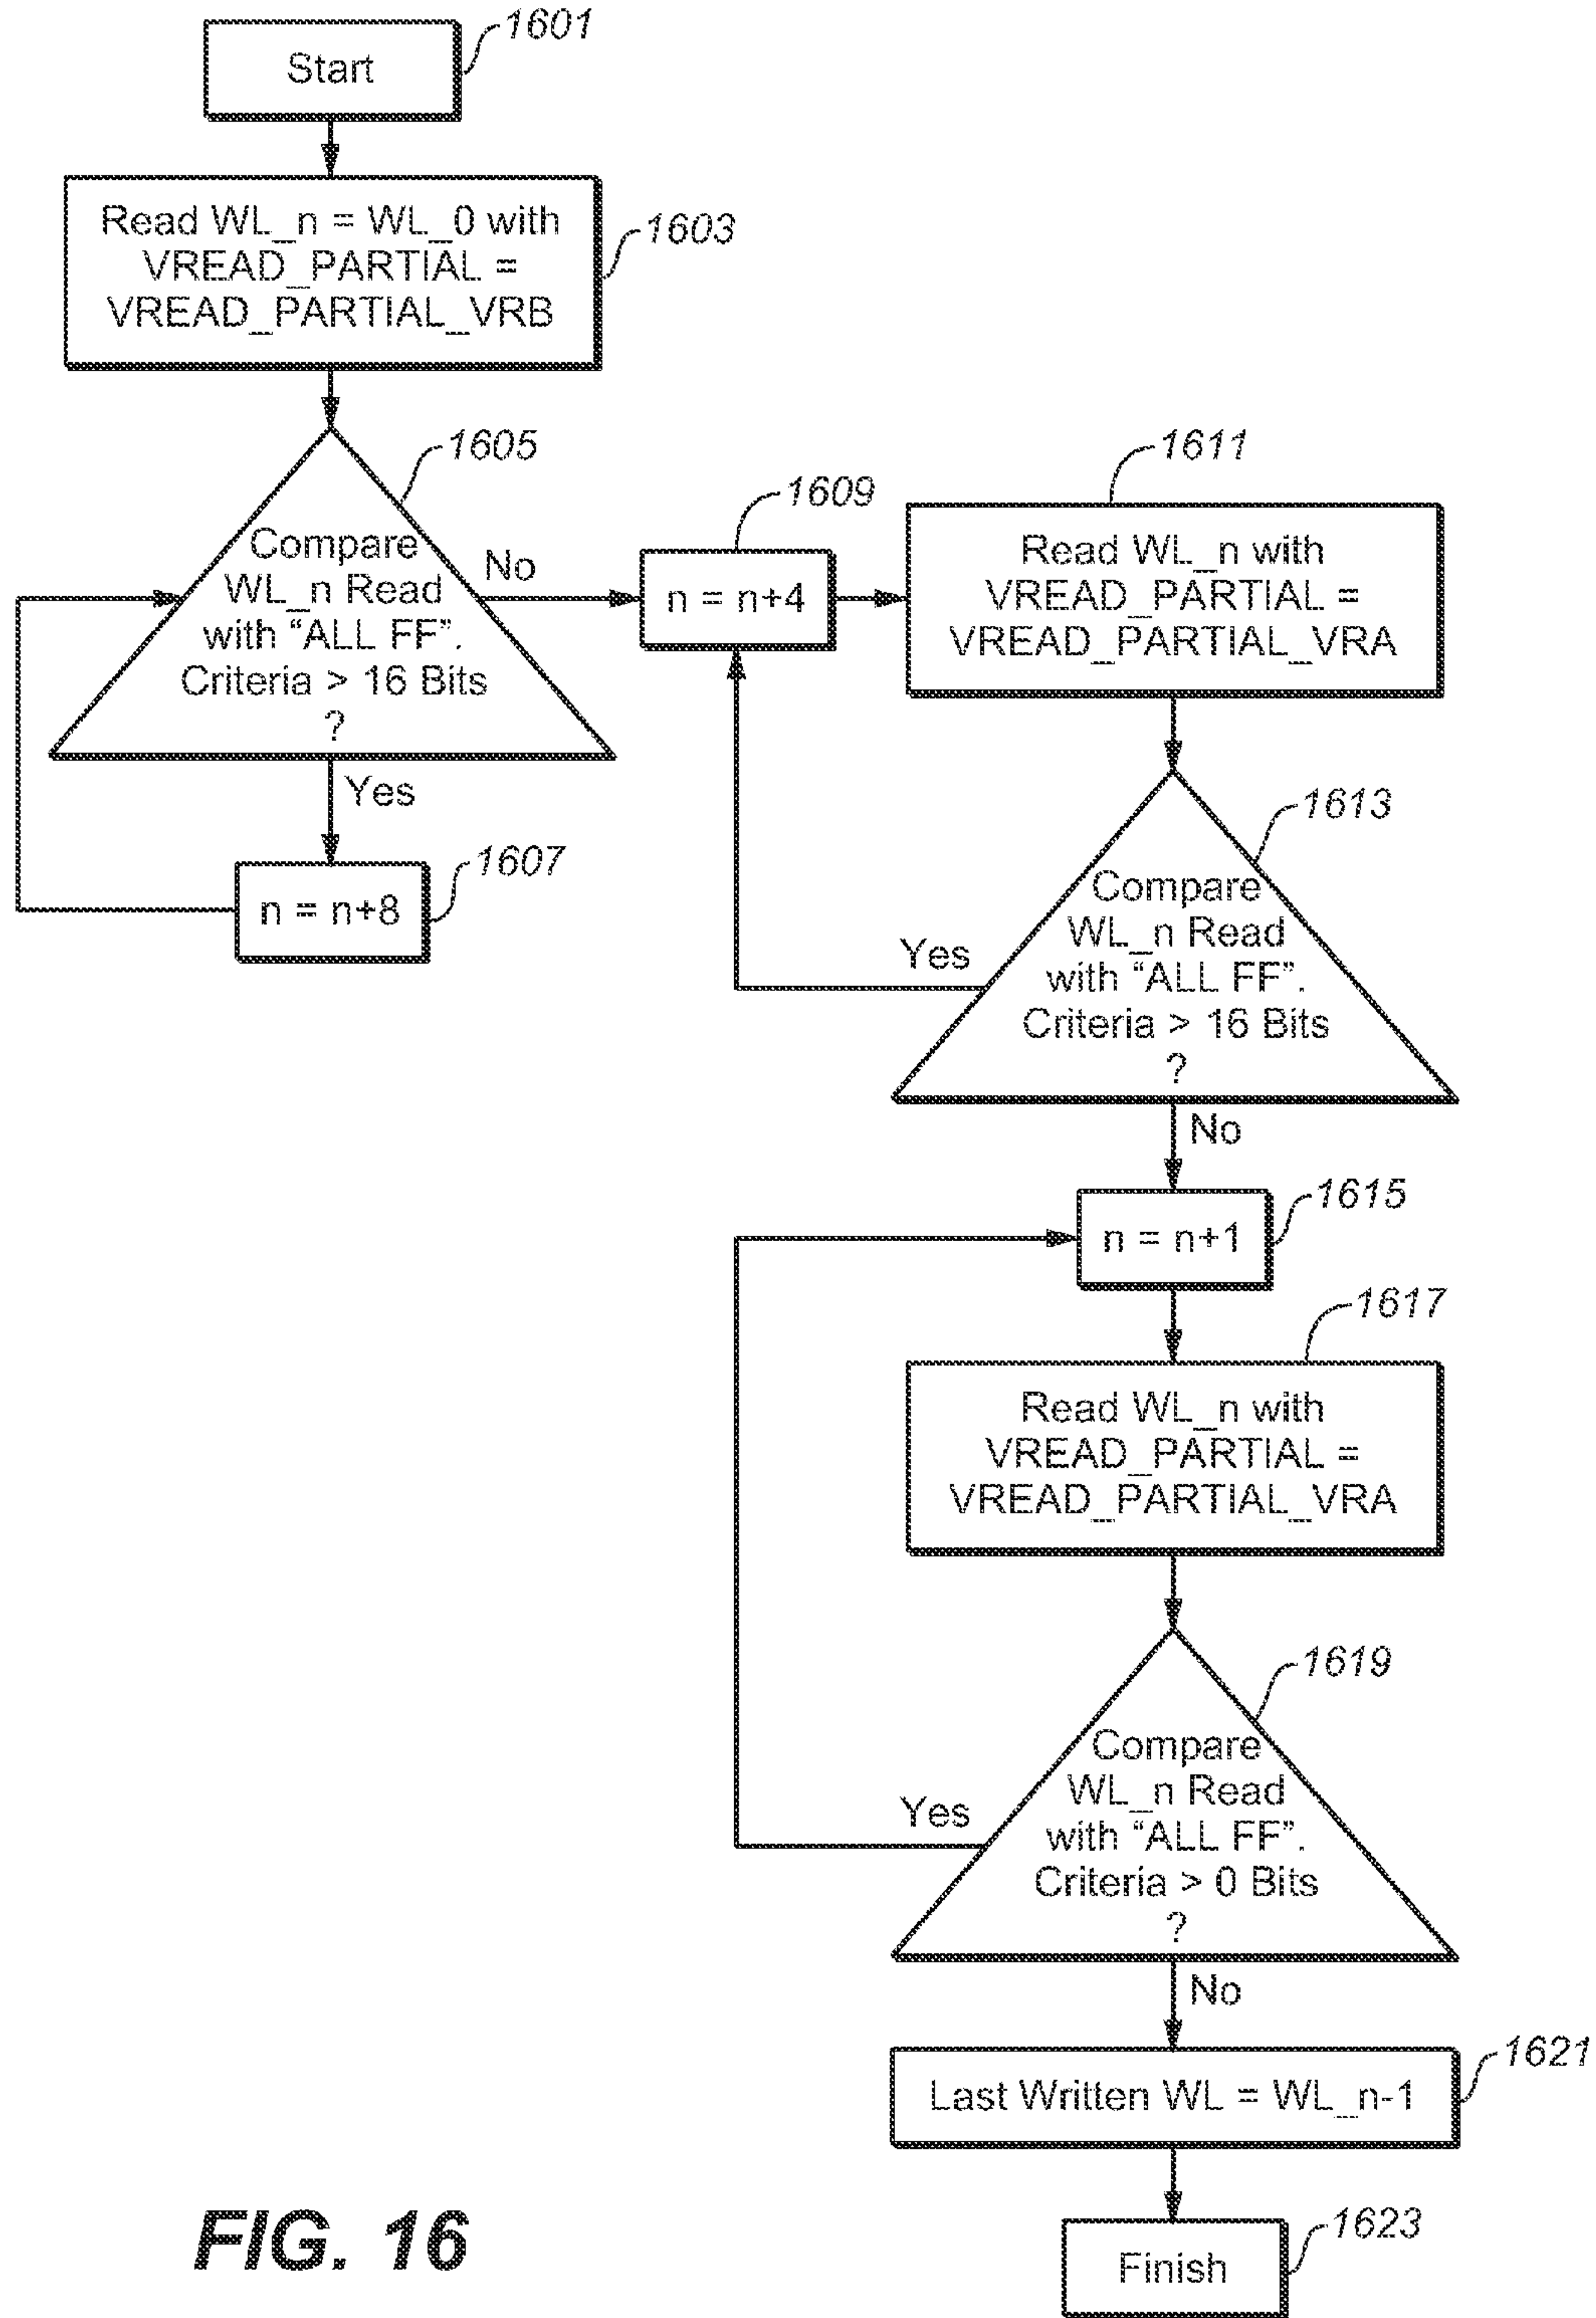 Start
1601
Read WL_n = WL_0 with
VREAD_PARTIAL =
VREAD_PARTIAL_VRB
1603
1605
Compare
WL_n Read
with “ALL FF”.
Criteria > 16 Bits
?
No
Yes
n = n+8
1607
n = n+4
1609
Read WL_n with
VREAD_PARTIAL =
VREAD_PARTIAL_VRA
1611
1613
Compare
WL_n Read
with “ALL FF”.
Criteria > 16 Bits
?
Yes
No
n = n+1
1615
1617
Read WL_n with
VREAD_PARTIAL =
VREAD_PARTIAL_VRA
1619
Compare
WL_n Read
with “ALL FF”.
Criteria > 0 Bits
?
Yes
No
Last Written WL = WL_n-1
1621
Finish
1623
FIG. 16